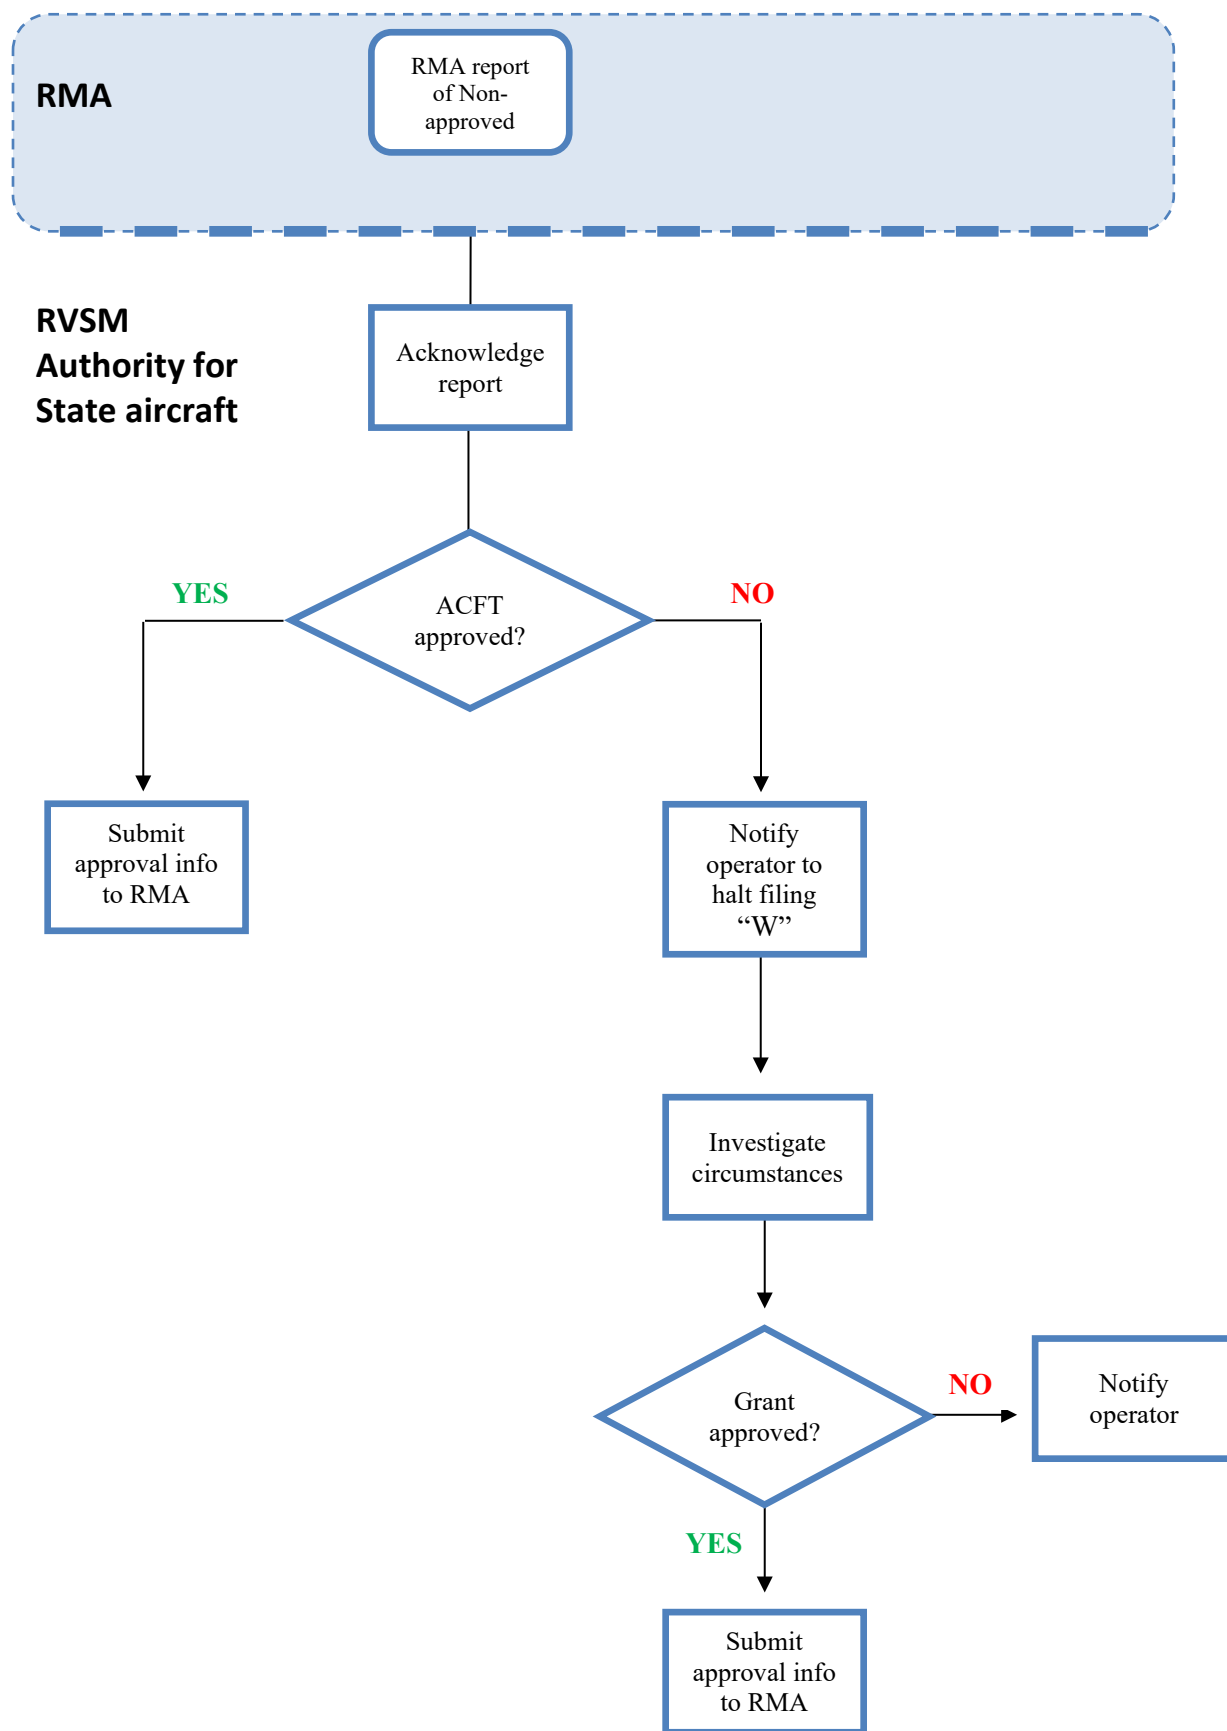 RMA
RMA report
of Non-
approved
RVSM
Authority for
State aircraft
Acknowledge
report
ACFT
approved?
YES
NO
Submit
approval info
to RMA
Notify
operator to
halt filing
“W”
Investigate
circumstances
Grant
approved?
NO
Notify
operator
YES
Submit
approval info
to RMA